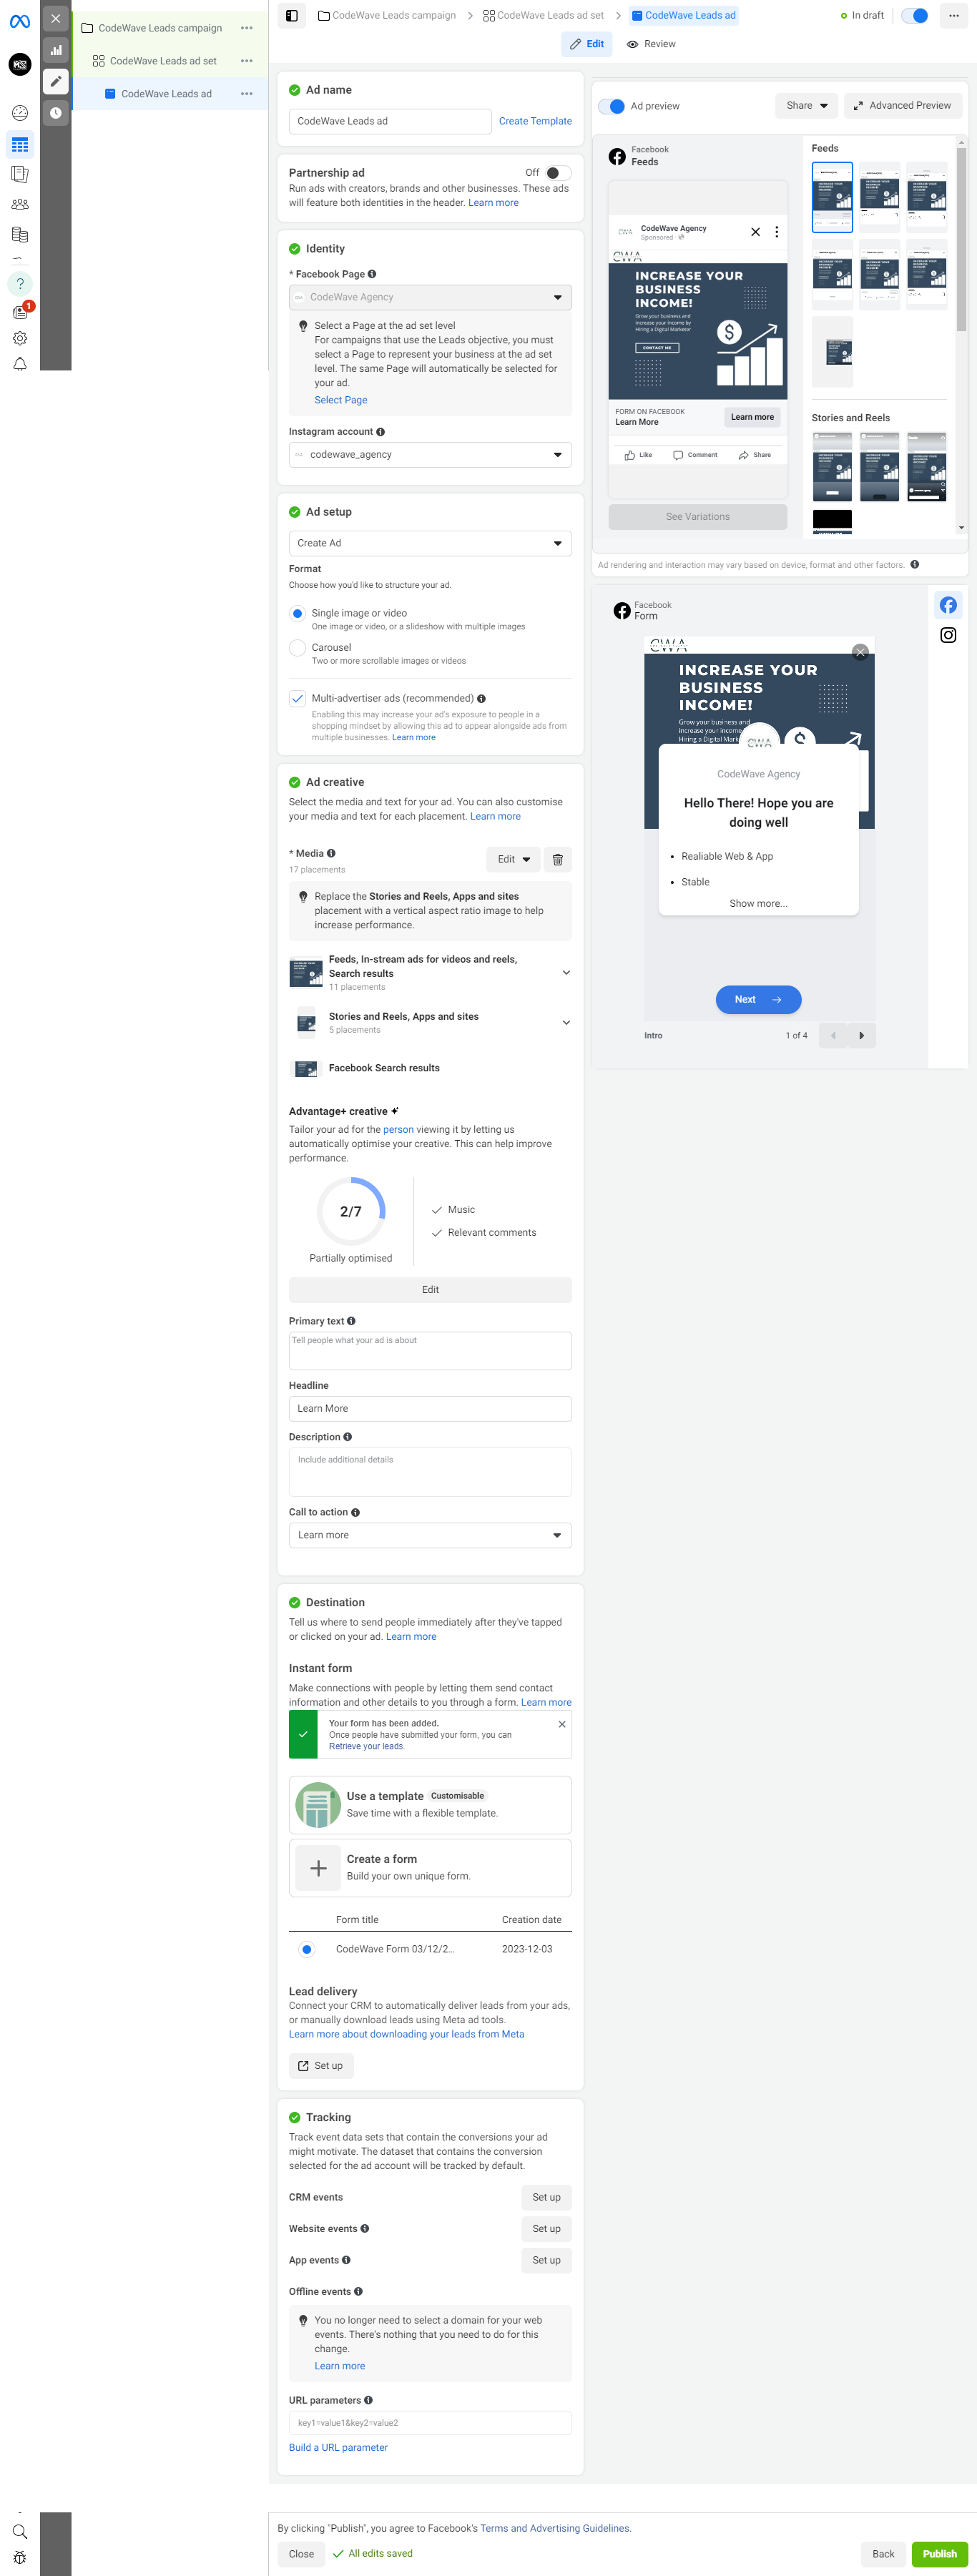 CodeWave Leads campaign
CodeWave Leads ad set
CodeWave Leads ad
1
CodeWave Leads campaign
CodeWave Leads ad set
CodeWave Leads ad
In draft
Edit
Review
Ad name
CodeWave Leads ad
Create Template
Partnership ad
Off
Run ads with creators, brands and other businesses. These ads
will feature both identities in the header. Learn more
Identity
* Facebook Page
CodeWave Agency
Select a Page at the ad set level
For campaigns that use the Leads objective, you must
select a Page to represent your business at the ad set
level. The same Page will automatically be selected for
your ad.
Select Page
Instagram account
codewave_agency
Ad setup
Create Ad
Format
Choose how you'd like to structure your ad.
Single image or video
One image or video, or a slideshow with multiple images
Carousel
Two or more scrollable images or videos
Multi-advertiser ads (recommended)
Enabling this may increase your ad's exposure to people in a
shopping mindset by allowing this ad to appear alongside ads from
multiple businesses. Learn more
Ad creative
Select the media and text for your ad. You can also customise
your media and text for each placement. Learn more
* Media
17 placements
Edit
Replace the Stories and Reels, Apps and sites
placement with a vertical aspect ratio image to help
increase performance.
Feeds, In-stream ads for videos and reels,
Search results
11 placements
Stories and Reels, Apps and sites
5 placements
Facebook Search results
Advantage+ creative
Tailor your ad for the person viewing it by letting us
automatically optimise your creative. This can help improve
performance.
2/7
Partially optimised
Music
Relevant comments
Edit
Primary text
Tell people what your ad is about
Headline
Learn More
Description
Include additional details
Call to action
Learn more
Destination
Tell us where to send people immediately after they've tapped
or clicked on your ad. Learn more
Instant form
Make connections with people by letting them send contact
information and other details to you through a form. Learn more
Your form has been added.
Once people have submitted your form, you can
Retrieve your leads.
Use a template
Customisable
Save time with a flexible template.
Create a form
Build your own unique form.
Form title
Creation date
CodeWave Form 03/12/2...
2023-12-03
Lead delivery
Connect your CRM to automatically deliver leads from your ads,
or manually download leads using Meta ad tools.
Learn more about downloading your leads from Meta
Set up
Tracking
Track event data sets that contain the conversions your ad
might motivate. The dataset that contains the conversion
selected for the ad account will be tracked by default.
CRM events
Set up
Website events
Set up
App events
Set up
Offline events
You no longer need to select a domain for your web
events. There's nothing that you need to do for this
change.
Learn more
URL parameters
key1=value1&key2=value2
Build a URL parameter
Ad preview
Share
Advanced Preview
Facebook
Feeds
CWA
CodeWave Agency
Sponsored
CWA
INCREASE YOUR
BUSINESS
INCOME!
Grow your business and
increase your income by
Hiring a Digital Marketer
CONTACT ME
FORM ON FACEBOOK
Learn More
Learn more
Like
Comment
Share
See Variations
Feeds
Stories and Reels
Ad rendering and interaction may vary based on device, format and other factors.
Facebook
Form
CWA
INCREASE YOUR
BUSINESS
INCOME!
Grow your business and
increase your income by
Hiring a Digital Mark
CWA
CodeWave Agency
Hello There! Hope you are
doing well
Realiable Web & App
Stable
Show more...
Next
Intro
1 of 4
By clicking "Publish", you agree to Facebook's Terms and Advertising Guidelines.
Close
All edits saved
Back
Publish